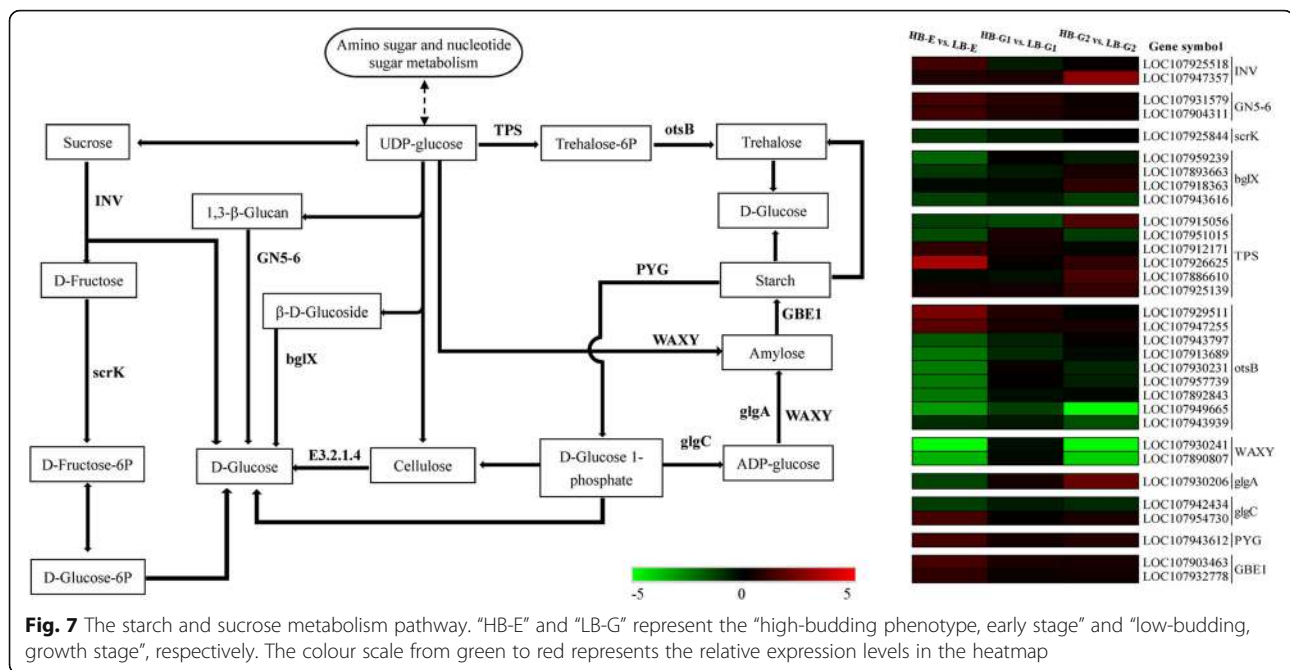 Amino sugar and nucleotide
sugar metabolism
Sucrose
UDP-glucose
TPS
Trehalose-6P
otsB
Trehalose
INV
1,3-β-Glucan
D-Glucose
GN5-6
PYG
D-Fructose
Starch
β-D-Glucoside
GBE1
WAXY
Amylose
scrK
bglX
glgA
WAXY
D-Fructose-6P
D-Glucose
E3.2.1.4
Cellulose
D-Glucose 1-
phosphate
glgC
ADP-glucose
D-Glucose-6P
-5
0
5
HB-E vs. LB-E
HB-G1 vs. LB-G1
HB-G2 vs. LB-G2
Gene symbol
LOC107925518
LOC107947357
INV
LOC107931579
LOC107904311
GN5-6
LOC107925844
scrK
LOC107959239
LOC107893663
LOC107918363
LOC107943616
bglX
LOC107915056
LOC107951015
LOC107912171
LOC107926625
LOC107886610
LOC107925139
TPS
LOC107929511
LOC107947255
LOC107943797
LOC107913689
LOC107930231
LOC107957739
LOC107892843
LOC107949665
LOC107943939
otsB
LOC107930241
LOC107890807
WAXY
LOC107930206
glgA
LOC107942434
LOC107954730
glgC
LOC107943612
PYG
LOC107903463
LOC107932778
GBE1
Fig. 7 The starch and sucrose metabolism pathway. “HB-E” and “LB-G” represent the “high-budding phenotype, early stage” and “low-budding,
growth stage”, respectively. The colour scale from green to red represents the relative expression levels in the heatmap